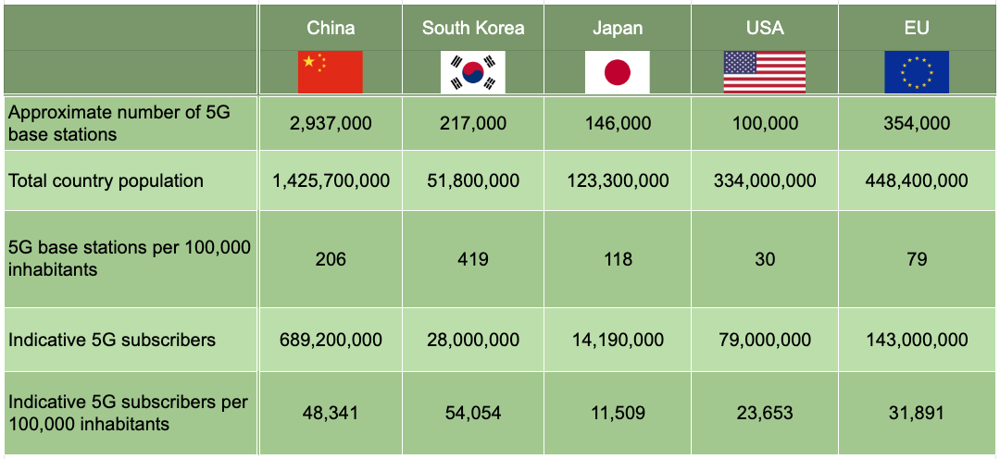 China South Korea Japan USA EU
Approximate number of 5G
base stations
2,937,000 217,000 146,000 100,000 354,000
Total country population 1,425,700,000 51,800,000 123,300,000 334,000,000 448,400,000
5G base stations per 100,000
inhabitants
206 419 118 30 79
Indicative 5G subscribers 689,200,000 28,000,000 14,190,000 79,000,000 143,000,000
Indicative 5G subscribers per
100,000 inhabitants
48,341 54,054 11,509 23,653 31,891